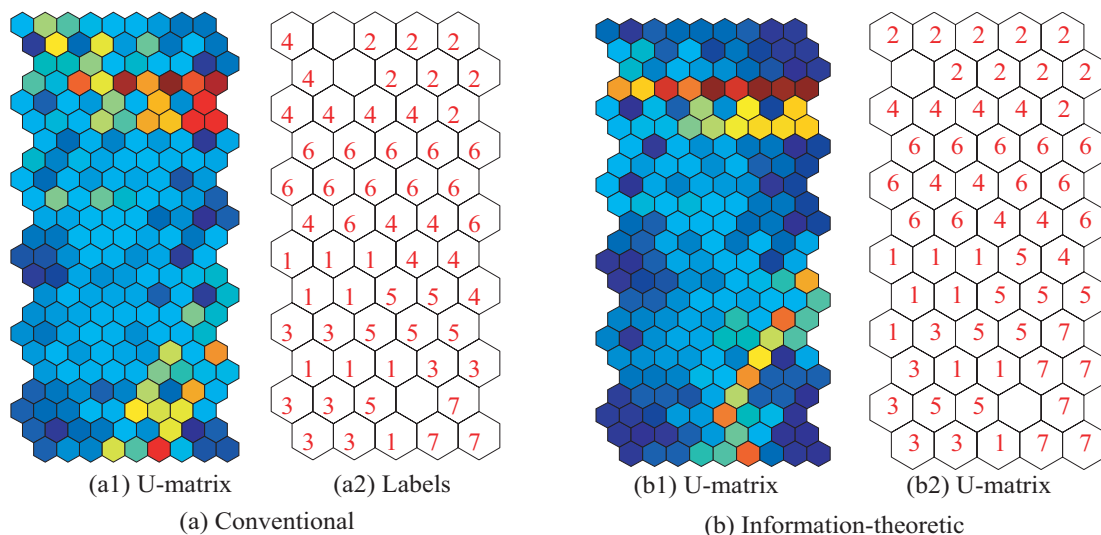 4 2 2 2
4 2 2 2
4 4 4 4 2
6 6 6 6 6
6 6 6 6 6
4 6 4 4 6
1 1 1 4 4
1 1 5 5 4
3 3 5 5 5
1 1 1 3 3
3 3 5 7
3 3 1 7 7
2 2 2 2 2
2 2 2 2
4 4 4 4 2
6 6 6 6 6
6 4 4 6 6
6 6 4 4 6
1 1 1 5 4
1 1 5 5 5
1 3 5 5 7
3 1 1 7 7
3 5 5 7
3 3 1 7 7
(a1) U-matrix (a2) Labels (b1) U-matrix (b2) U-matrix
(a) Conventional (b) Information-theoretic